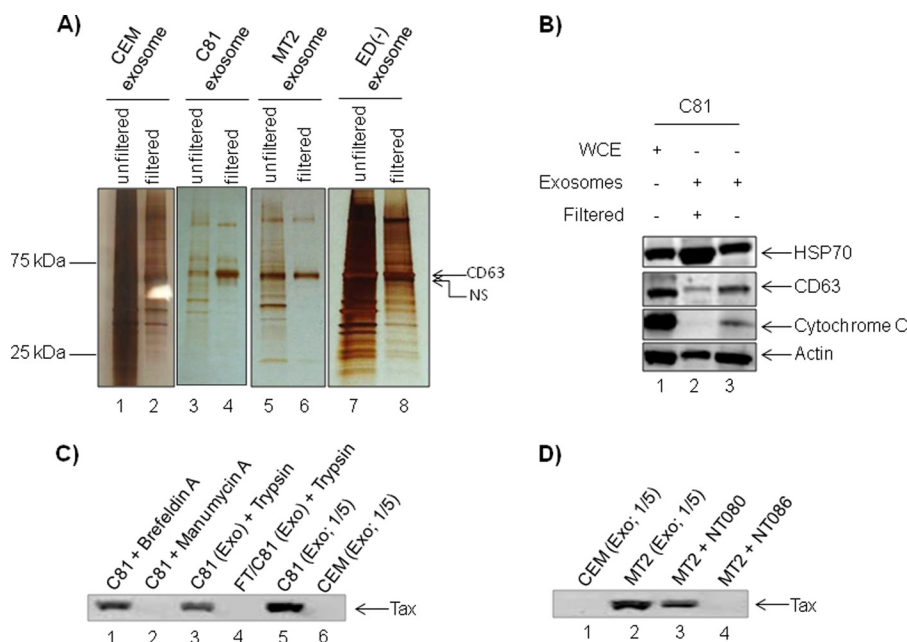 A)
CEM exosome
C81 exosome
MT2 exosome
ED(-) exosome
unfiltered
filtered
unfiltered
filtered
unfiltered
filtered
unfiltered
filtered
75 kDa
25 kDa
CD63
NS
1 2 3 4 5 6 7 8
B)
C81
WCE + - -
Exosomes - + +
Filtered - + -
HSP70
CD63
Cytochrome C
Actin
1 2 3
C)
C81 + Brefeldin A
C81 + Manumycin A
C81 (Exo) + Trypsin
FT/C81 (Exo) + Trypsin
C81 (Exo; 1/5)
CEM (Exo; 1/5)
Tax
1 2 3 4 5 6
D)
CEM (Exo; 1/5)
MT2 (Exo; 1/5)
MT2 + NT080
MT2 + NT086
Tax
1 2 3 4